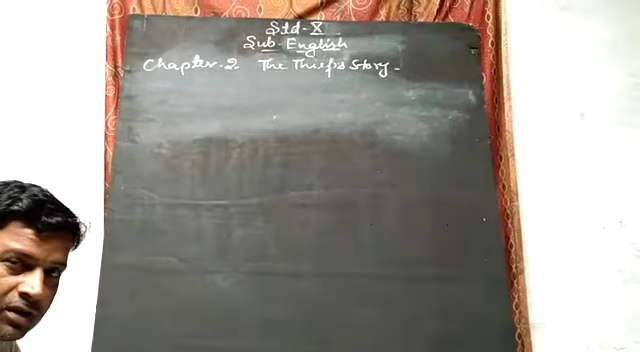 Std-X
Sub-English
Chapter.2. The Thief's Story-